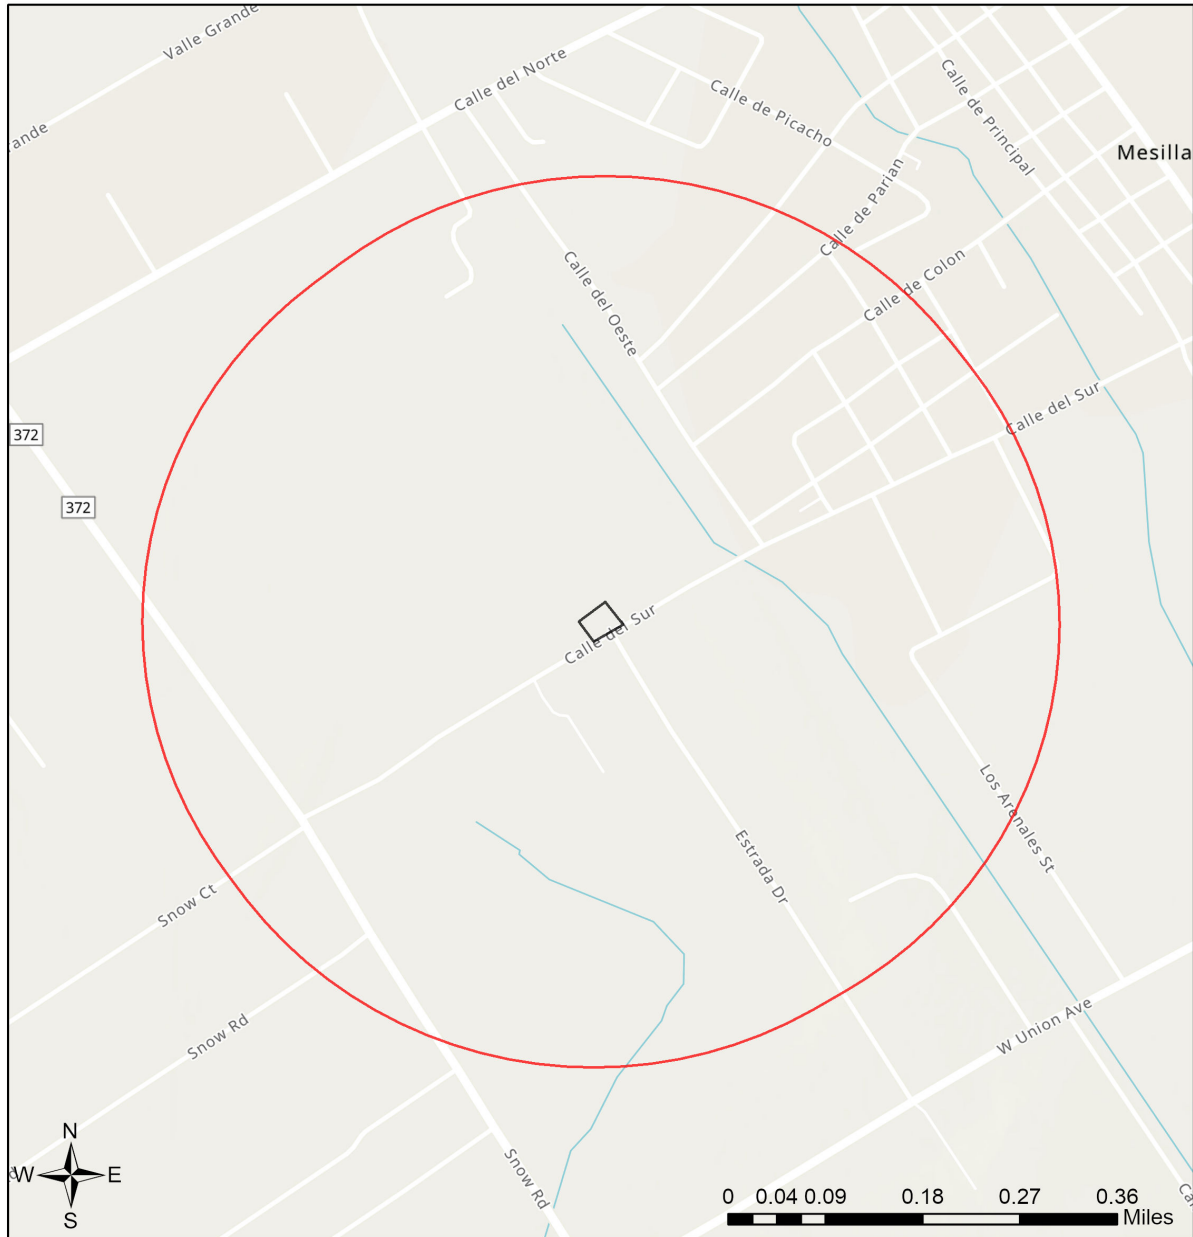 Valle Grande
Calle del Norte
rande
Calle de Picacho
Calle de Principal
Mesilla
Calle de Parian
Calle del Oeste
Calle de Colon
Calle del Sur
372
372
Calle del Sur
Los Arenales St
Estrada Dr
Snow Ct
Snow Rd
W Union Ave
Snow Rd
N
W E
S
0 0.04 0.09 0.18 0.27 0.36
Miles